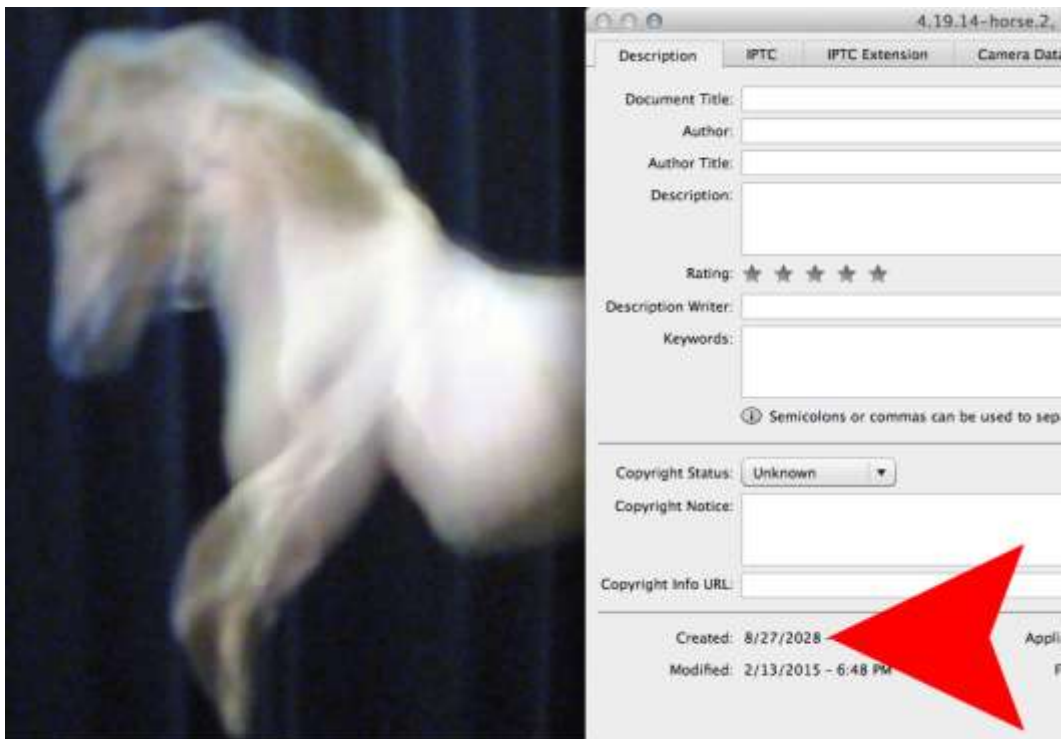 4.19.14-horse.2,
Description IPTC IPTC Extension Camera Data
Document Title:
Author:
Author Title:
Description:
Rating:
Description Writer:
Keywords:
Semicolons or commas can be used to sep
Copyright Status: Unknown
Copyright Notice:
Copyright Info URL:
Created: 8/27/2028 Appli
Modified: 2/13/2015 - 6:48 PM